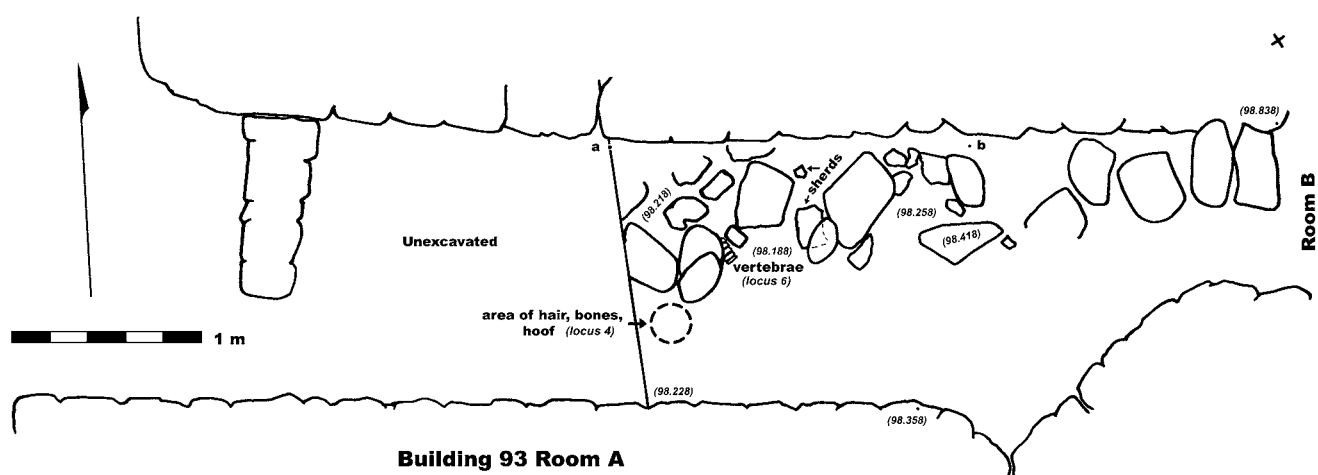 (98.838)
a
b
sherds
(98.218)
(98.258)
Room B
Unexcavated
(98.418)
(98.188)
vertebrae
(locus 6)
area of hair, bones,
hoof (locus 4)
1 m
(98.228)
(98.358)
Building 93 Room A